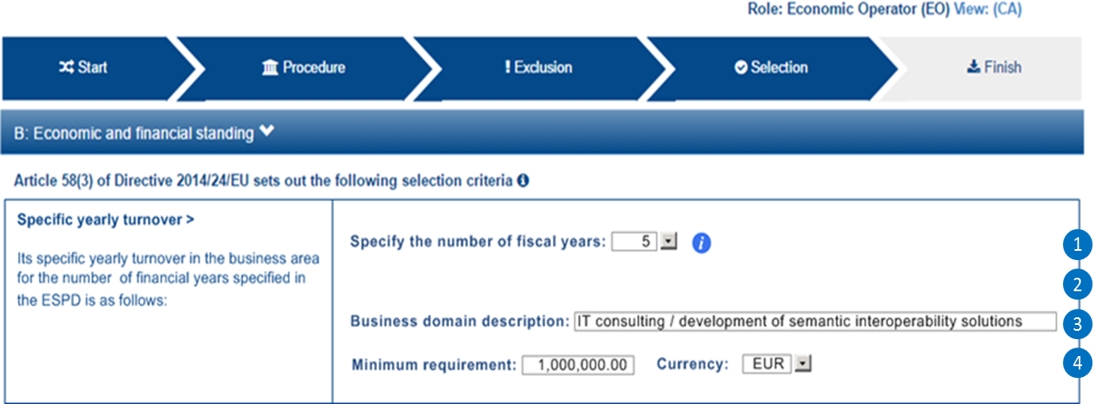 Role: Economic Operator (EO) View: (CA)
Start Procedure Exclusion Selection Finish
B: Economic and financial standing
Article 58(3) of Directive 2014/24/EU sets out the following selection criteria
Specific yearly turnover >
Its specific yearly turnover in the business area
for the number of financial years specified in
the ESPD is as follows:
Specify the number of fiscal years: 5
1
2
Business domain description: IT consulting / development of semantic interoperability solutions
3
Minimum requirement: 1,000,000.00 Currency: EUR
4